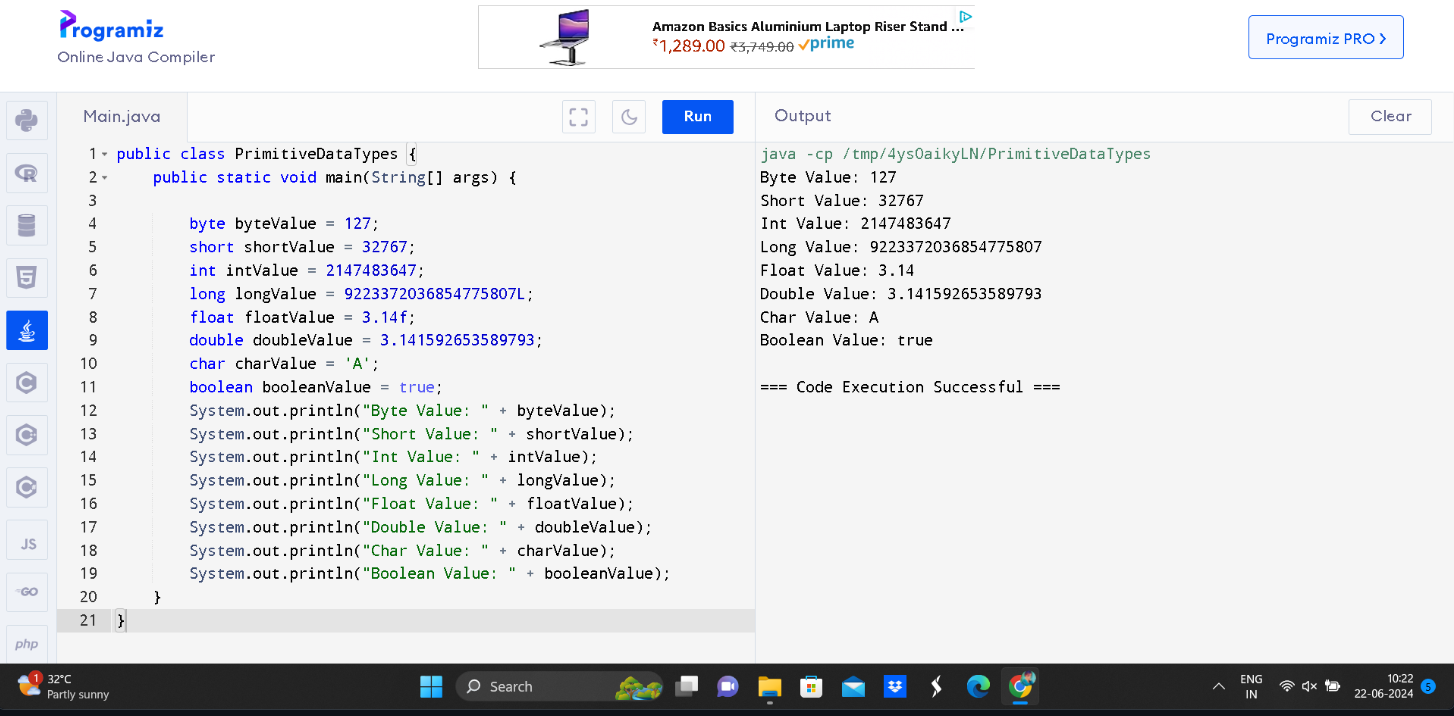 Programiz
Online Java Compiler
Amazon Basics Aluminium Laptop Riser Stand ...
₹1,289.00 ₹3,749.00 prime
Programiz PRO >
Main.java
Run
Output
Clear
1 public class PrimitiveDataTypes {
2 public static void main(String[] args) {
3
4 byte byteValue = 127;
5 short shortValue = 32767;
6 int intValue = 2147483647;
7 long longValue = 9223372036854775807L;
8 float floatValue = 3.14f;
9 double doubleValue = 3.141592653589793;
10 char charValue = 'A';
11 boolean booleanValue = true;
12 System.out.println("Byte Value: " + byteValue);
13 System.out.println("Short Value: " + shortValue);
14 System.out.println("Int Value: " + intValue);
15 System.out.println("Long Value: " + longValue);
16 System.out.println("Float Value: " + floatValue);
17 System.out.println("Double Value: " + doubleValue);
18 System.out.println("Char Value: " + charValue);
19 System.out.println("Boolean Value: " + booleanValue);
20 }
21 }
java -cp /tmp/4ysOaikyLN/PrimitiveDataTypes
Byte Value: 127
Short Value: 32767
Int Value: 2147483647
Long Value: 9223372036854775807
Float Value: 3.14
Double Value: 3.141592653589793
Char Value: A
Boolean Value: true
=== Code Execution Successful ===
R
5
C
C
C
JS
GO
php
1
32°C
Partly sunny
Search
ENG
IN
10:22
22-06-2024
5